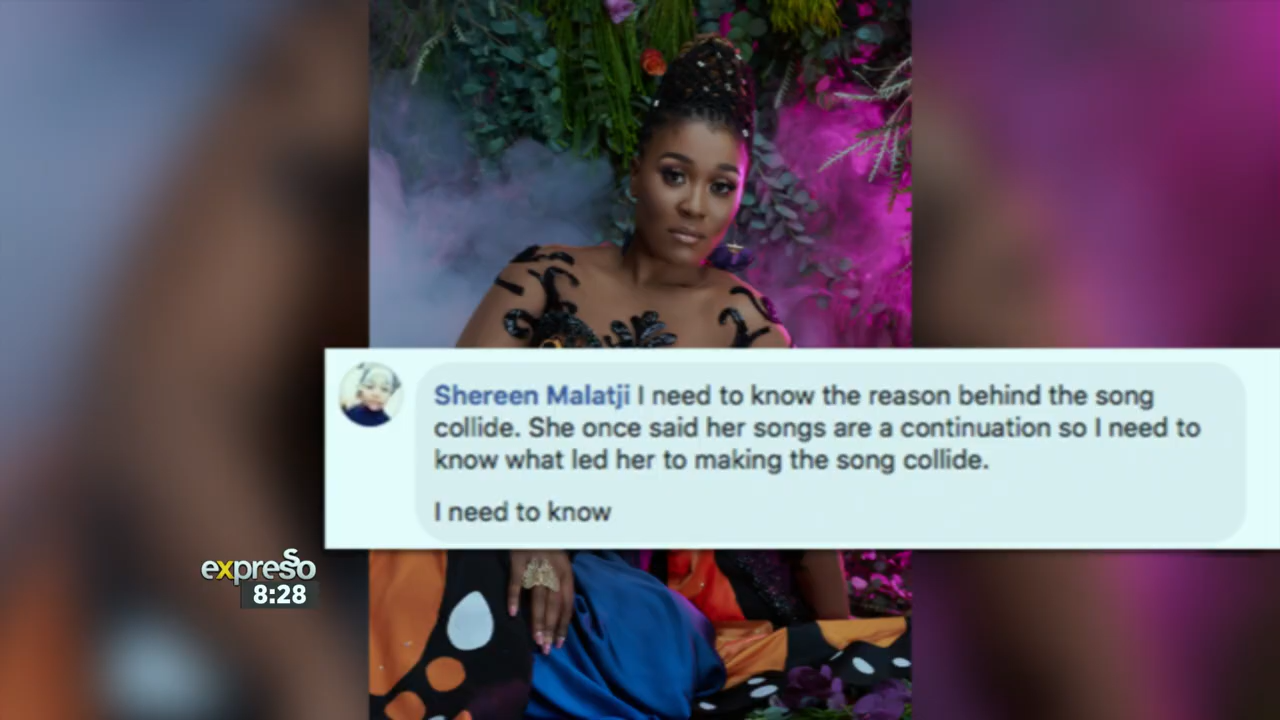 Shereen Malatji I need to know the reason behind the song
collide. She once said her songs are a continuation so I need to
know what led her to making the song collide.
I need to know
expresso
8:28